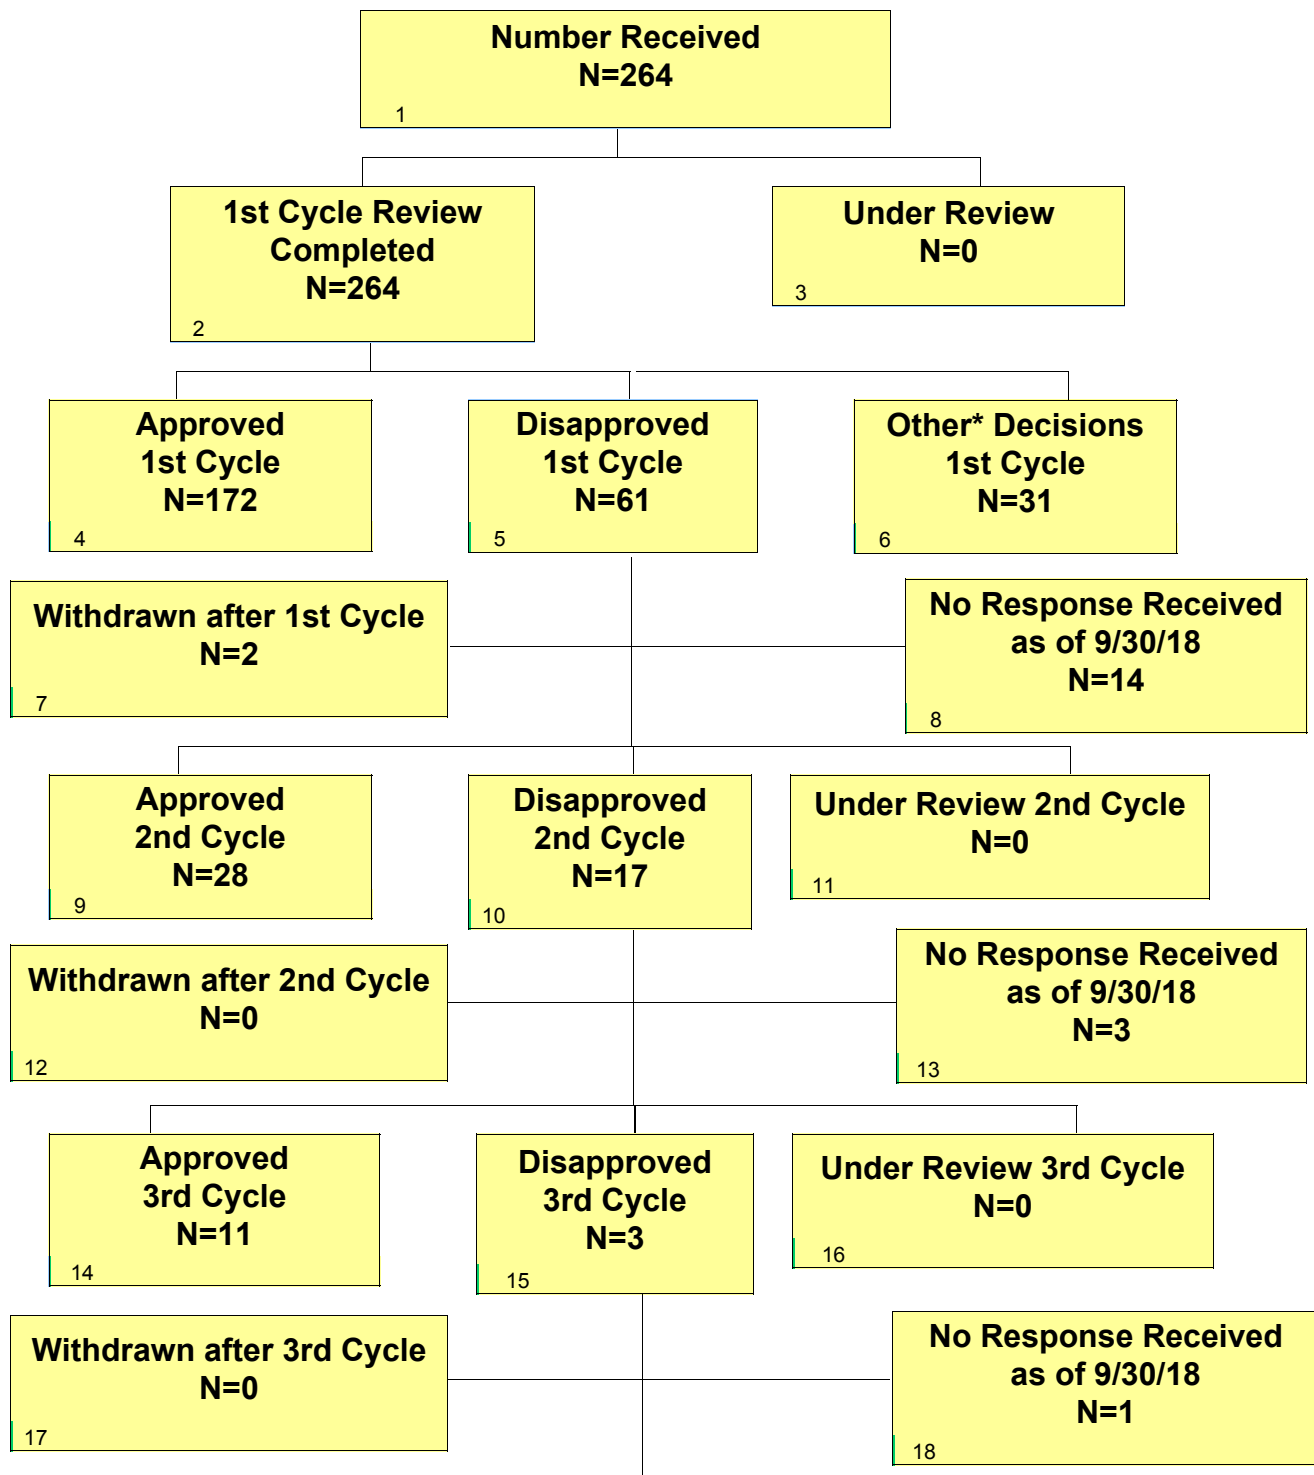 Number Received
N=264
1
1st Cycle Review
Completed
N=264
2
Under Review
N=0
3
Approved
1st Cycle
N=172
4
Disapproved
1st Cycle
N=61
5
Other* Decisions
1st Cycle
N=31
6
Withdrawn after 1st Cycle
N=2
7
No Response Received
as of 9/30/18
N=14
8
Approved
2nd Cycle
N=28
9
Disapproved
2nd Cycle
N=17
10
Under Review 2nd Cycle
N=0
11
Withdrawn after 2nd Cycle
N=0
12
No Response Received
as of 9/30/18
N=3
13
Approved
3rd Cycle
N=11
14
Disapproved
3rd Cycle
N=3
15
Under Review 3rd Cycle
N=0
16
Withdrawn after 3rd Cycle
N=0
17
No Response Received
as of 9/30/18
N=1
18